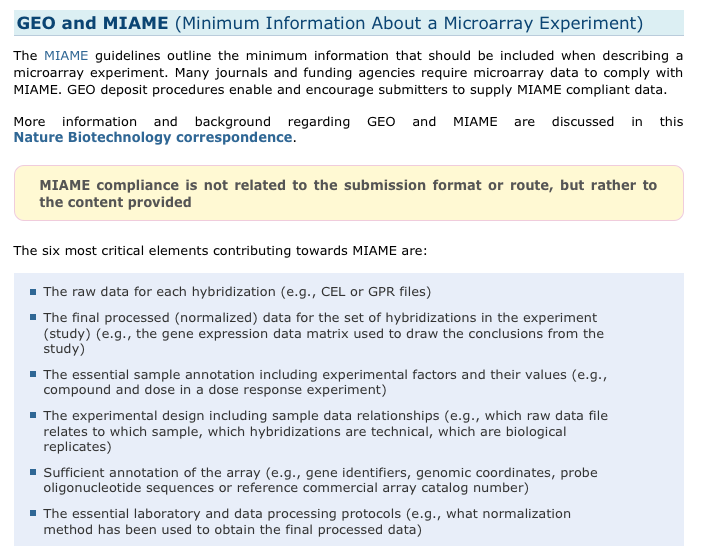 GEO and MIAME (Minimum Information About a Microarray Experiment)
The MIAME guidelines outline the minimum information that should be included when describing a
microarray experiment. Many journals and funding agencies require microarray data to comply with
MIAME. GEO deposit procedures enable and encourage submitters to supply MIAME compliant data.
More information and background regarding GEO and MIAME are discussed in this
Nature Biotechnology correspondence.
MIAME compliance is not related to the submission format or route, but rather to
the content provided
The six most critical elements contributing towards MIAME are:
The raw data for each hybridization (e.g., CEL or GPR files)
The final processed (normalized) data for the set of hybridizations in the experiment
(study) (e.g., the gene expression data matrix used to draw the conclusions from the
study)
The essential sample annotation including experimental factors and their values (e.g.,
compound and dose in a dose response experiment)
The experimental design including sample data relationships (e.g., which raw data file
relates to which sample, which hybridizations are technical, which are biological
replicates)
Sufficient annotation of the array (e.g., gene identifiers, genomic coordinates, probe
oligonucleotide sequences or reference commercial array catalog number)
The essential laboratory and data processing protocols (e.g., what normalization
method has been used to obtain the final processed data)